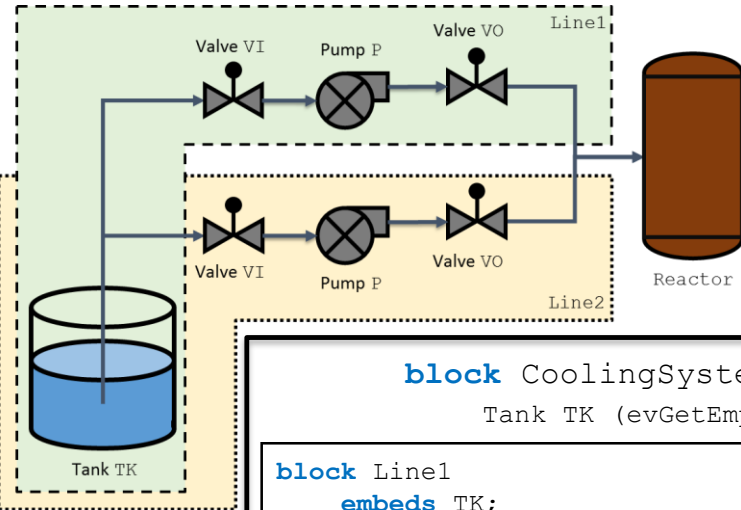 Line1
Valve VI
Pump P
Valve VO
Valve VI
Pump P
Valve VO
Reactor
Line2
Tank TK
block CoolingSyste
Tank TK (evGetEmp
block Line1
embeds TK;